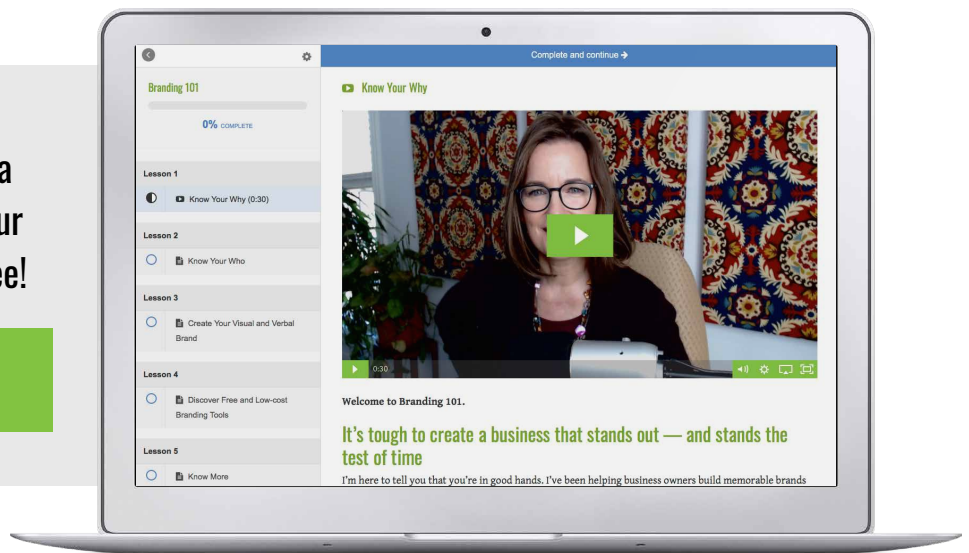 a
ur
ee!
Complete and continue →
Branding 101
0% COMPLETE
Lesson 1
Know Your Why (0:30)
Lesson 2
Know Your Who
Lesson 3
Create Your Visual and Verbal
Brand
Lesson 4
Discover Free and Low-cost
Branding Tools
Lesson 5
Know More
Know Your Why
0:30
Welcome to Branding 101.
It's tough to create a business that stands out — and stands the
test of time
I'm here to tell you that you're in good hands. I've been helping business owners build memorable brands